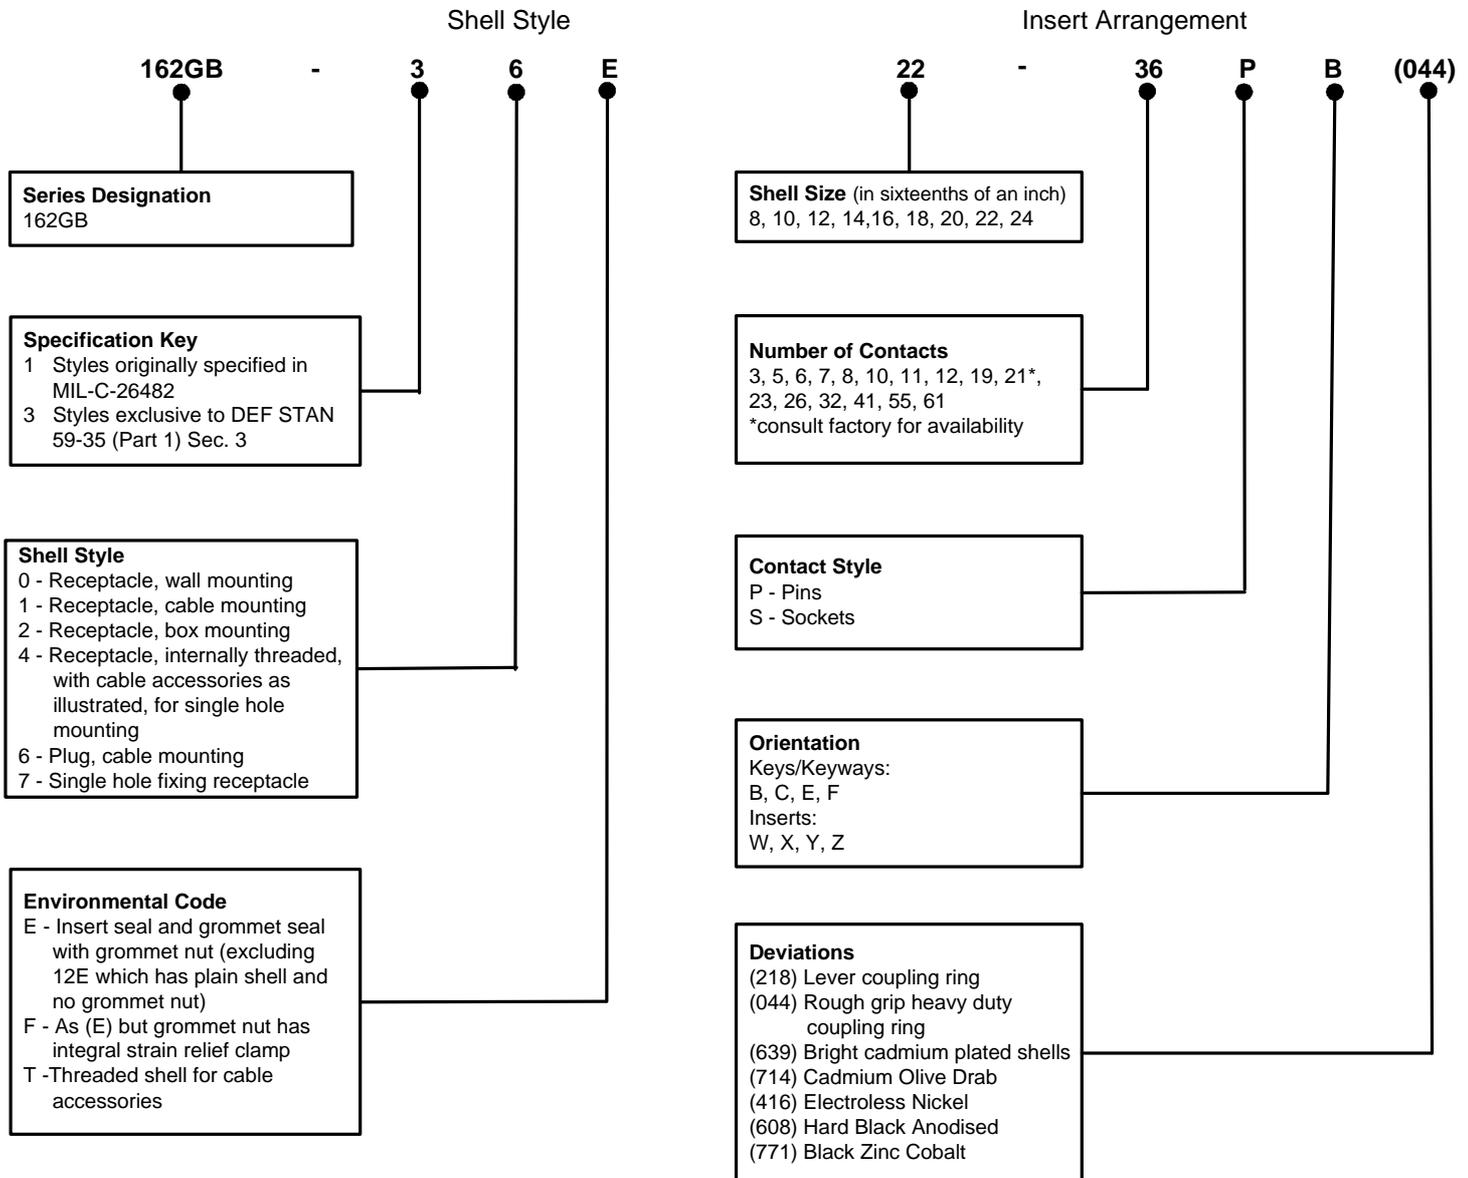 Shell Style
Insert Arrangement
162GB - 3 6 E 22 - 36 P B (044)
Series Designation
162GB
Specification Key
1 Styles originally specified in
MIL-C-26482
3 Styles exclusive to DEF STAN
59-35 (Part 1) Sec. 3
Shell Style
0 - Receptacle, wall mounting
1 - Receptacle, cable mounting
2 - Receptacle, box mounting
4 - Receptacle, internally threaded,
with cable accessories as
illustrated, for single hole
mounting
6 - Plug, cable mounting
7 - Single hole fixing receptacle
Environmental Code
E - Insert seal and grommet seal
with grommet nut (excluding
12E which has plain shell and
no grommet nut)
F - As (E) but grommet nut has
integral strain relief clamp
T -Threaded shell for cable
accessories
Shell Size (in sixteenths of an inch)
8, 10, 12, 14,16, 18, 20, 22, 24
Number of Contacts
3, 5, 6, 7, 8, 10, 11, 12, 19, 21*,
23, 26, 32, 41, 55, 61
*consult factory for availability
Contact Style
P - Pins
S - Sockets
Orientation
Keys/Keyways:
B, C, E, F
Inserts:
W, X, Y, Z
Deviations
(218) Lever coupling ring
(044) Rough grip heavy duty
coupling ring
(639) Bright cadmium plated shells
(714) Cadmium Olive Drab
(416) Electroless Nickel
(608) Hard Black Anodised
(771) Black Zinc Cobalt